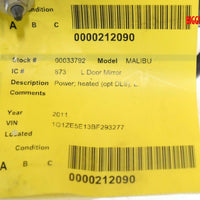 Condition
A B C
0000212090
Stock # 00033792 Model MALIBU
IC # 673 L Door Mirror
Description Power, heated (opt DL8),
Comments
Year 2011
VIN 1G1ZE5E13BF293277
Located
Condition
A B C
0000212090